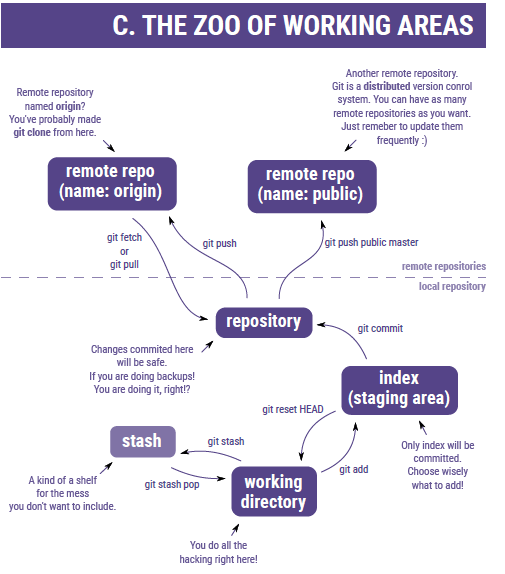 C. THE ZOO OF WORKING AREAS
Another remote repository.
Git is a distributed version conrol
system. You can have as many
remote repositories as you want.
Just remeber to update them
frequently :)
Remote repository
named origin?
You've probably made
git clone from here.
remote repo
(name: origin)
remote repo
(name: public)
git fetch
or
git pull
git push
git push public master
remote repositories
local repository
repository
git commit
Changes commited here
will be safe.
If you are doing backups!
You are doing it, right!?
index
(staging area)
git reset HEAD
Only index will be
committed.
Choose wisely
what to add!
stash
git stash
git add
A kind of a shelf
for the mess
you don't want to include.
git stash pop
working
directory
You do all the
hacking right here!